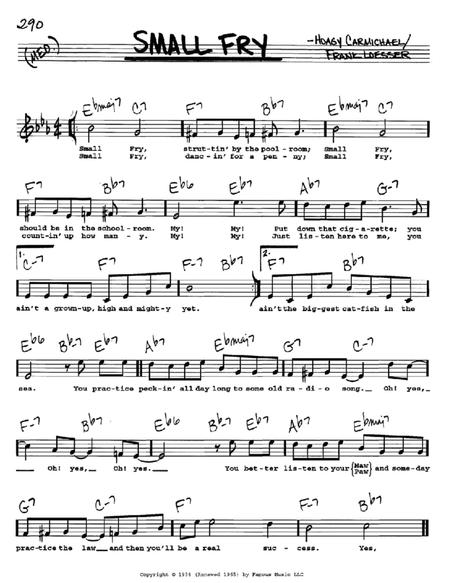 290
SMALL FRY
-HOAGY CARMICHAEL/
(MED.)
FRANK LOESSER
Ebmaj7 C7 F7 Bb7 Ebmaj7 C7
Small Fry, strut-tin' by the pool-room; Small Fry,
Small Fry, danc-in' for a pen-ny; Small Fry,
F7 Bb7 Eb6 E7 Ab7 G-7
should be in the school-room. My! My! Put down that cig-a-rette; you
count-in' up how man-y. My! My! Just lis-ten here to me, you
1. C-7 F-7 Bb7 2. F7 Bb7
ain't a grown-up, high and might-y yet. ain't the big-gest cat-fish in the
Eb6 Bb-7 Eb7 Ab7 Ebmaj7 G7 C-7
sea. You prac-tice peck-in' all day long to some old ra-di-o song. Oh! yes,
F-7 Bb7 Eb6 Bb7 Eb7 Ab7 Ebmaj7
Oh! yes, Oh! yes. You bet-ter lis-ten to your {Maw Paw} and some-day
G7 C-7 F7 F-7 Bb7
prac-tice the law and then you'll be a real suc-cess. Yes,
Copyright © 1938 (Renewed 1965) by Famous Music LLC